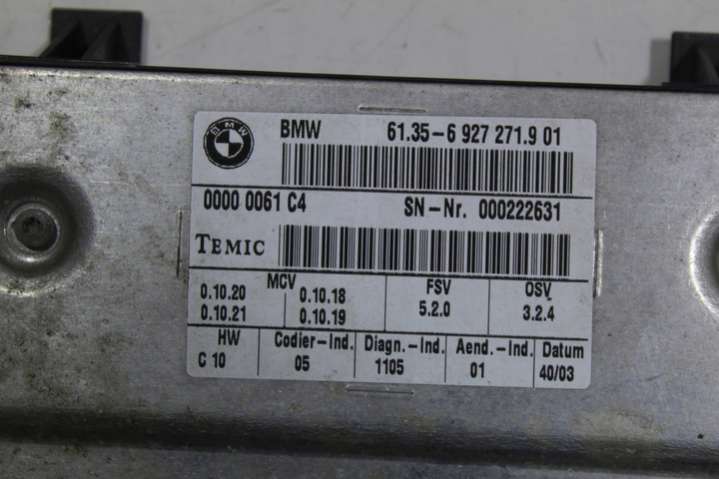 BMW BMW 61.35-6 927 271.9 01
0000 0061 C4 SN-Nr. 000222631
TEMIC
MCV FSV OSV
0.10.20 0.10.18 5.2.0 3.2.4
0.10.21 0.10.19
HW Codier-Ind. Diagn.-Ind. Aend.-Ind. Datum
C 10 05 1105 01 40/03